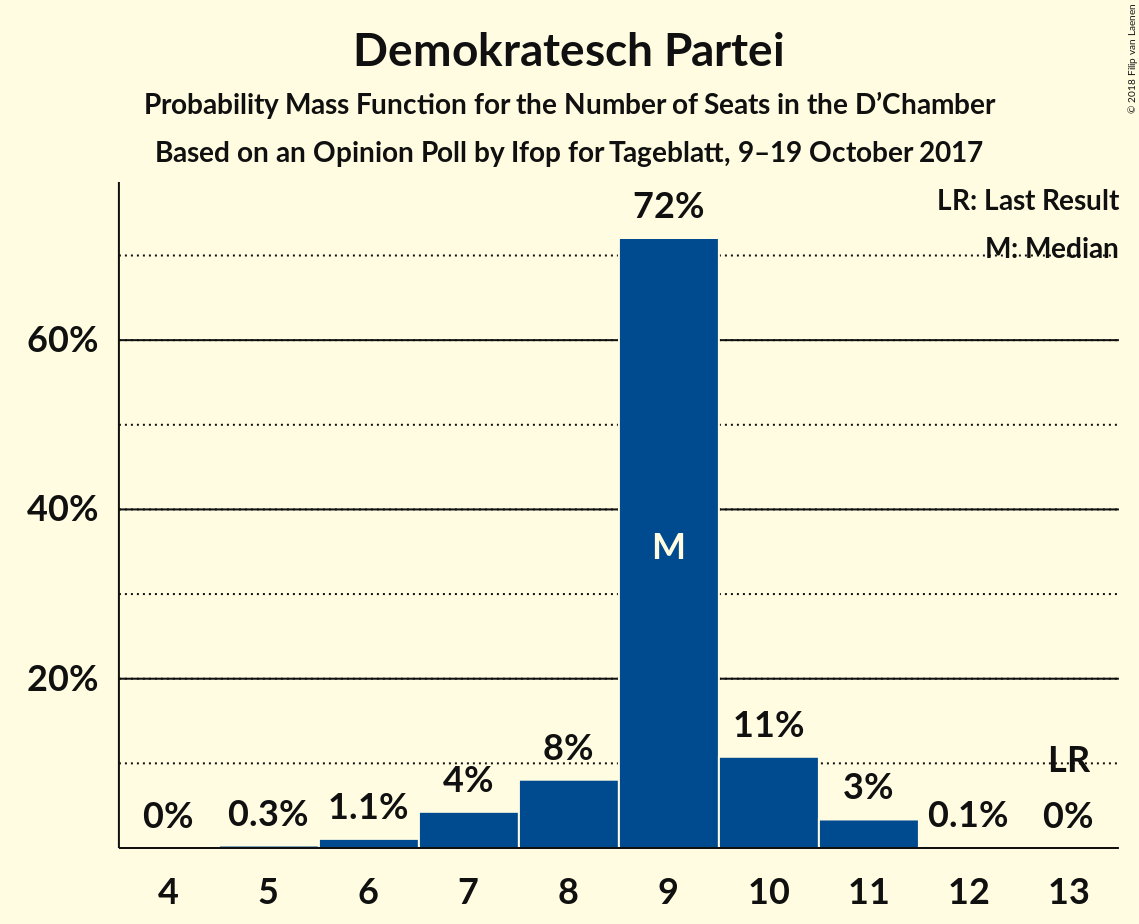 Demokratesch Partei
Probability Mass Function for the Number of Seats in the D’Chamber
Based on an Opinion Poll by Ifop for Tageblatt, 9–19 October 2017
© 2018 Filip van Laenen
LR: Last Result
M: Median
72%
60%
40%
M
20%
11%
8%
LR
4%
3%
1.1%
0.3%
0%
0.1%
0%
4 5 6 7 8 9 10 11 12 13